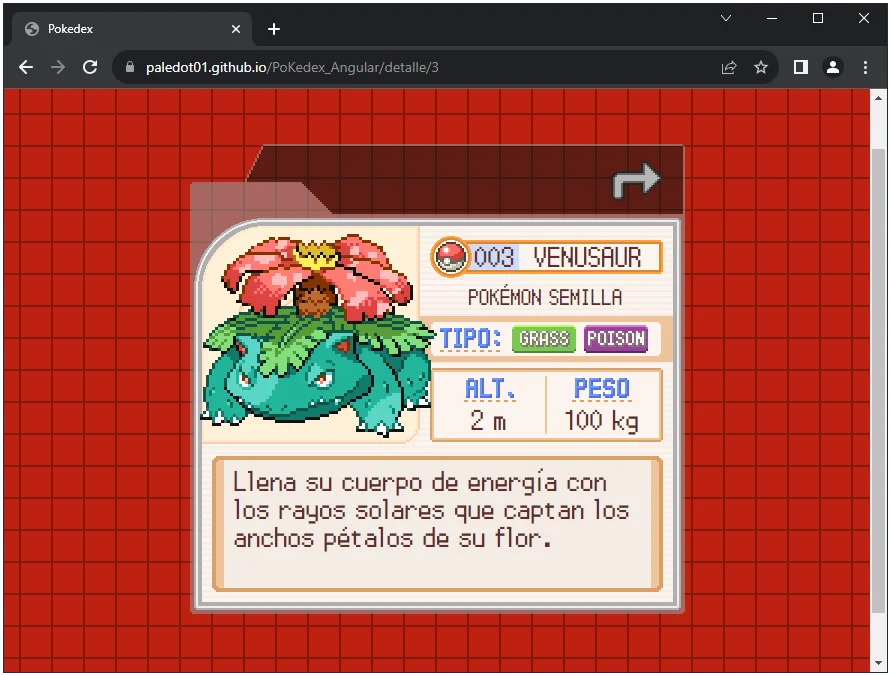 Pokedex
paledot01.github.io/PoKedex_Angular/detalle/3
003 VENUSAUR
POKÉMON SEMILLA
TIPO: GRASS POISON
ALT. PESO
2 m 100 kg
Llena su cuerpo de energía con
los rayos solares que captan los
anchos pétalos de su flor.